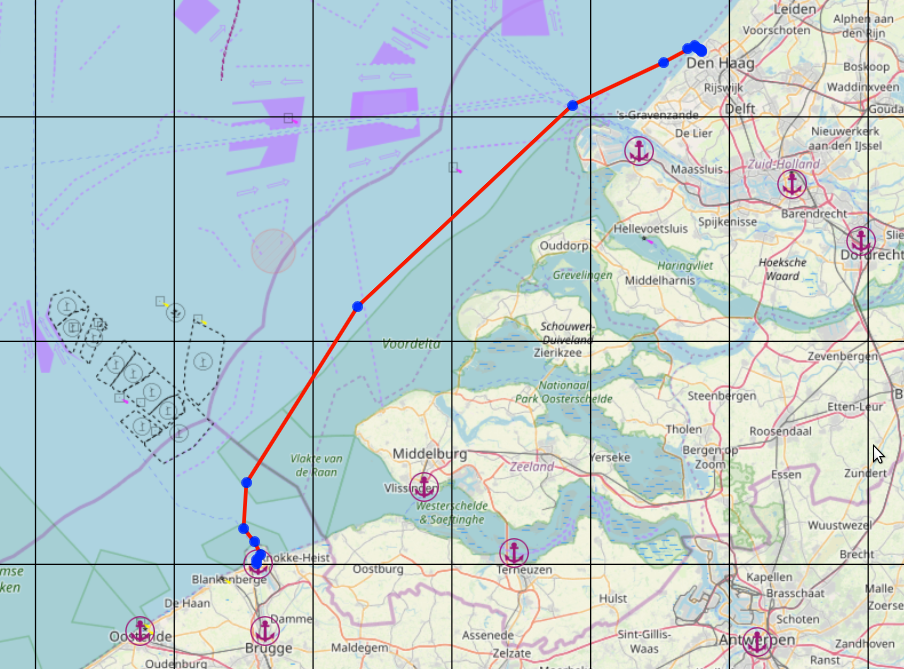 Leiden
Alphen aan
den Rijn
Voorschoten
Den Haag
Boskoop
Rijswijk
Waddinxveen
Delft
Gouda
's-Gravenzande
De Lier
Nieuwerkerk
aan den IJssel
Maassluis
Zuid-Holland
Barendrecht
Spijkenisse
Hellevoetsluis
Slie
Dordrecht
Ouddorp
Haringvliet
Hoeksche
Waard
Grevelingen
Middelharnis
Schouwen-
Duiveland
Zierikzee
Voordelta
Zevenbergen
Nationaal
Park Oosterschelde
Steenbergen
Etten-Leur
B
Tholen
Roosendaal
Middelburg
Bergen op
Zoom
Vlakte van
de Raan
Zeeland
Yerseke
Essen
Zundert
Vlissingen
Westerschelde
& Saeftinghe
Wuustwezel
Knokke-Heist
Brecht
Oostburg
Terneuzen
Kapellen
mse
ken
Blankenberge
Brasschaat
Malle
De Haan
Hulst
Zoerse
Damme
Schoten
Oostende
Assenede
Sint-Gillis-
Waas
Antwerpen
Zandhoven
Brugge
Maldegem
Zelzate
Ranst
Oudenburg